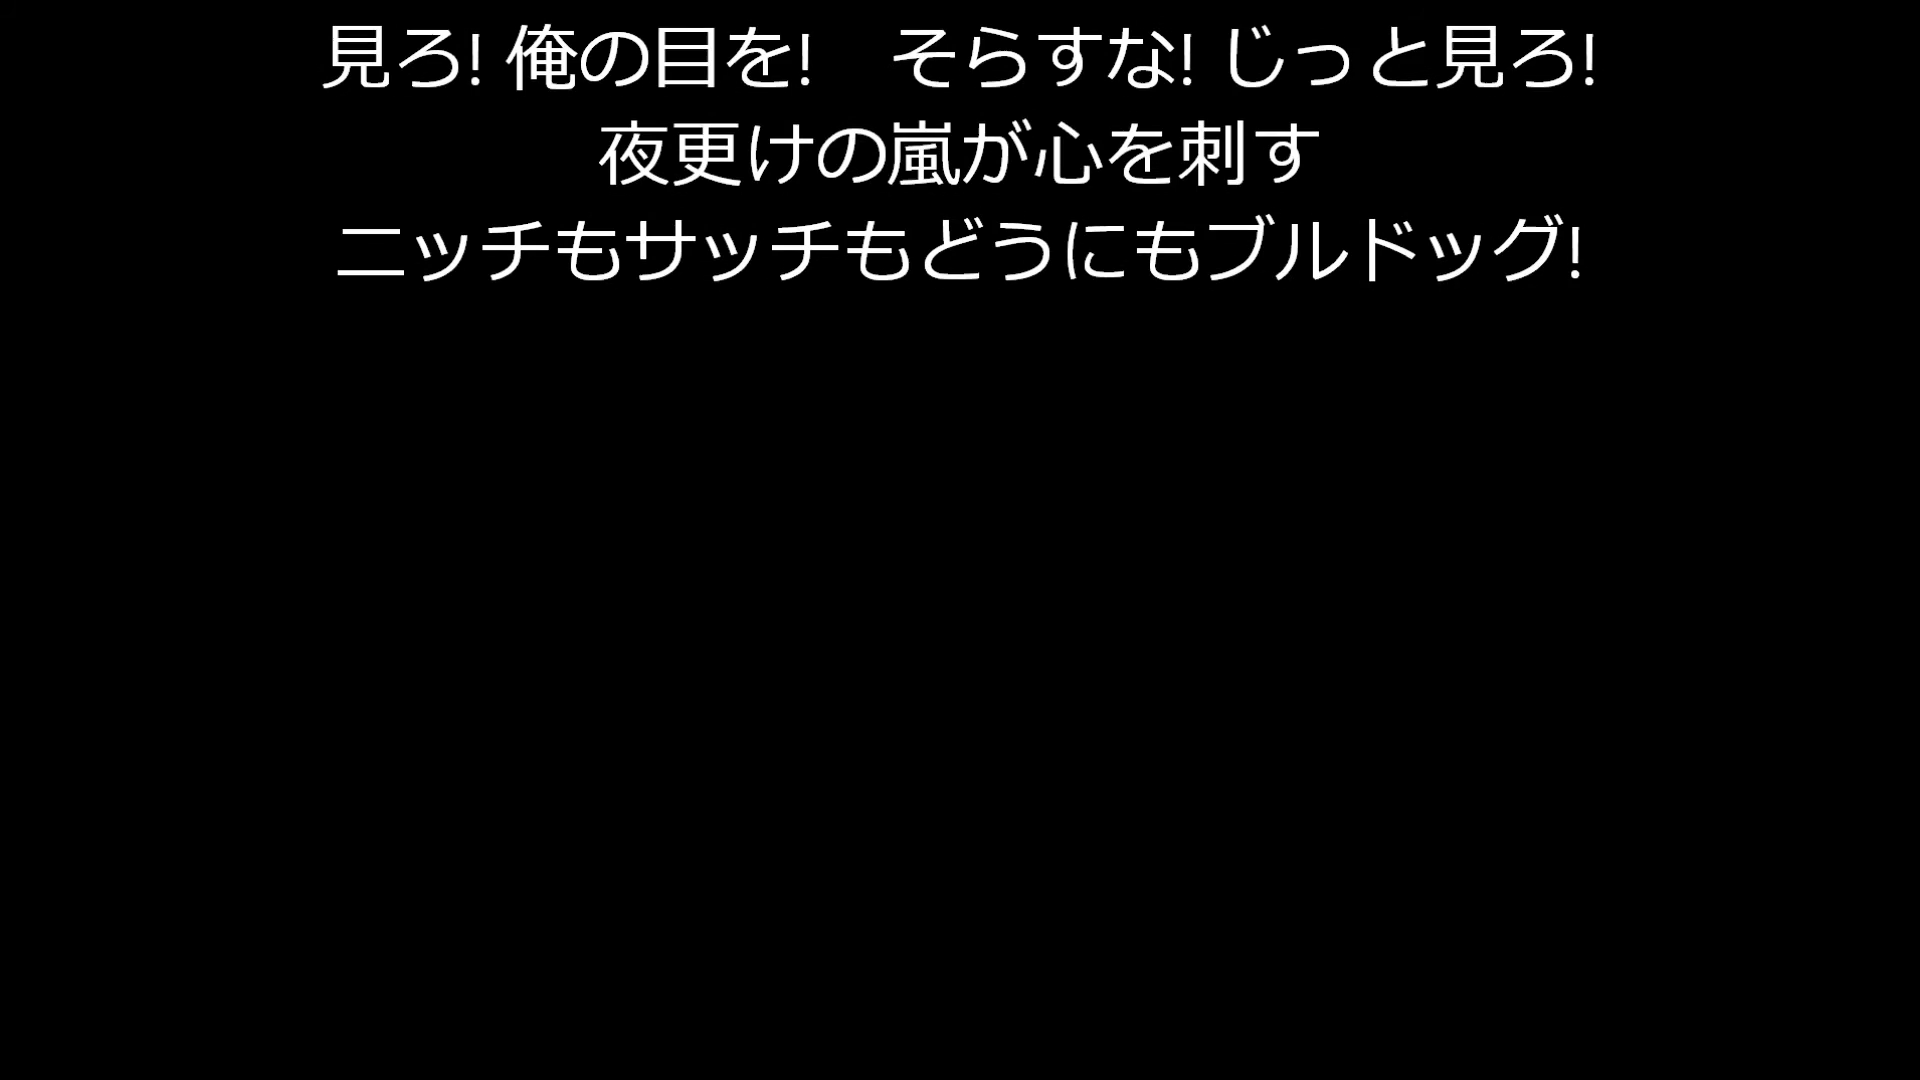 見ろ! 俺の目を!　そらすな! じっと見ろ!
夜更けの嵐が心を刺す
ニッチもサッチもどうにもブルドッグ!